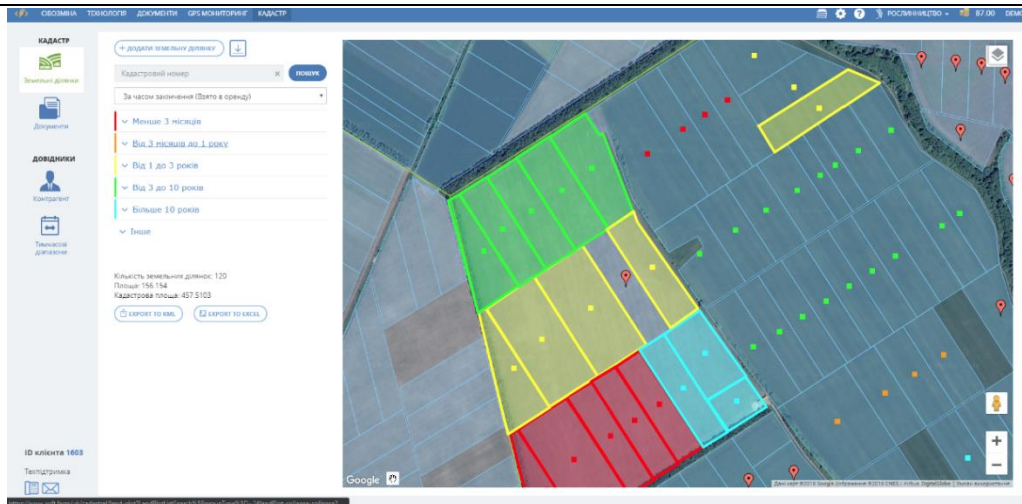 ОБОЗМІНА ТЕХНОЛОГІЯ ДОКУМЕНТИ GPS МОНІТОРИНГ КАДАСТР РОСЛИННИЦТВО 87.00 DEMO
КАДАСТР
Земельні ділянки
Документи
ДОВІДНИКИ
Контрагент
Тимчасові
діапазони
ID клієнта 1603
Техпідтримка
+ ДОДАТИ ЗЕМЕЛЬНУ ДІЛЯНКУ
Кадастровий номер × ПОШУК
За часом закінчення (Взято в оренду)
Менше 3 місяців
Від 3 місяців до 1 року
Від 1 до 3 років
Від 3 до 10 років
Більше 10 років
Інше
Кількість земельних ділянок: 120
Площа: 156.154
Кадастрова площа: 457.5103
EXPORT TO KML EXPORT TO EXCEL
Google